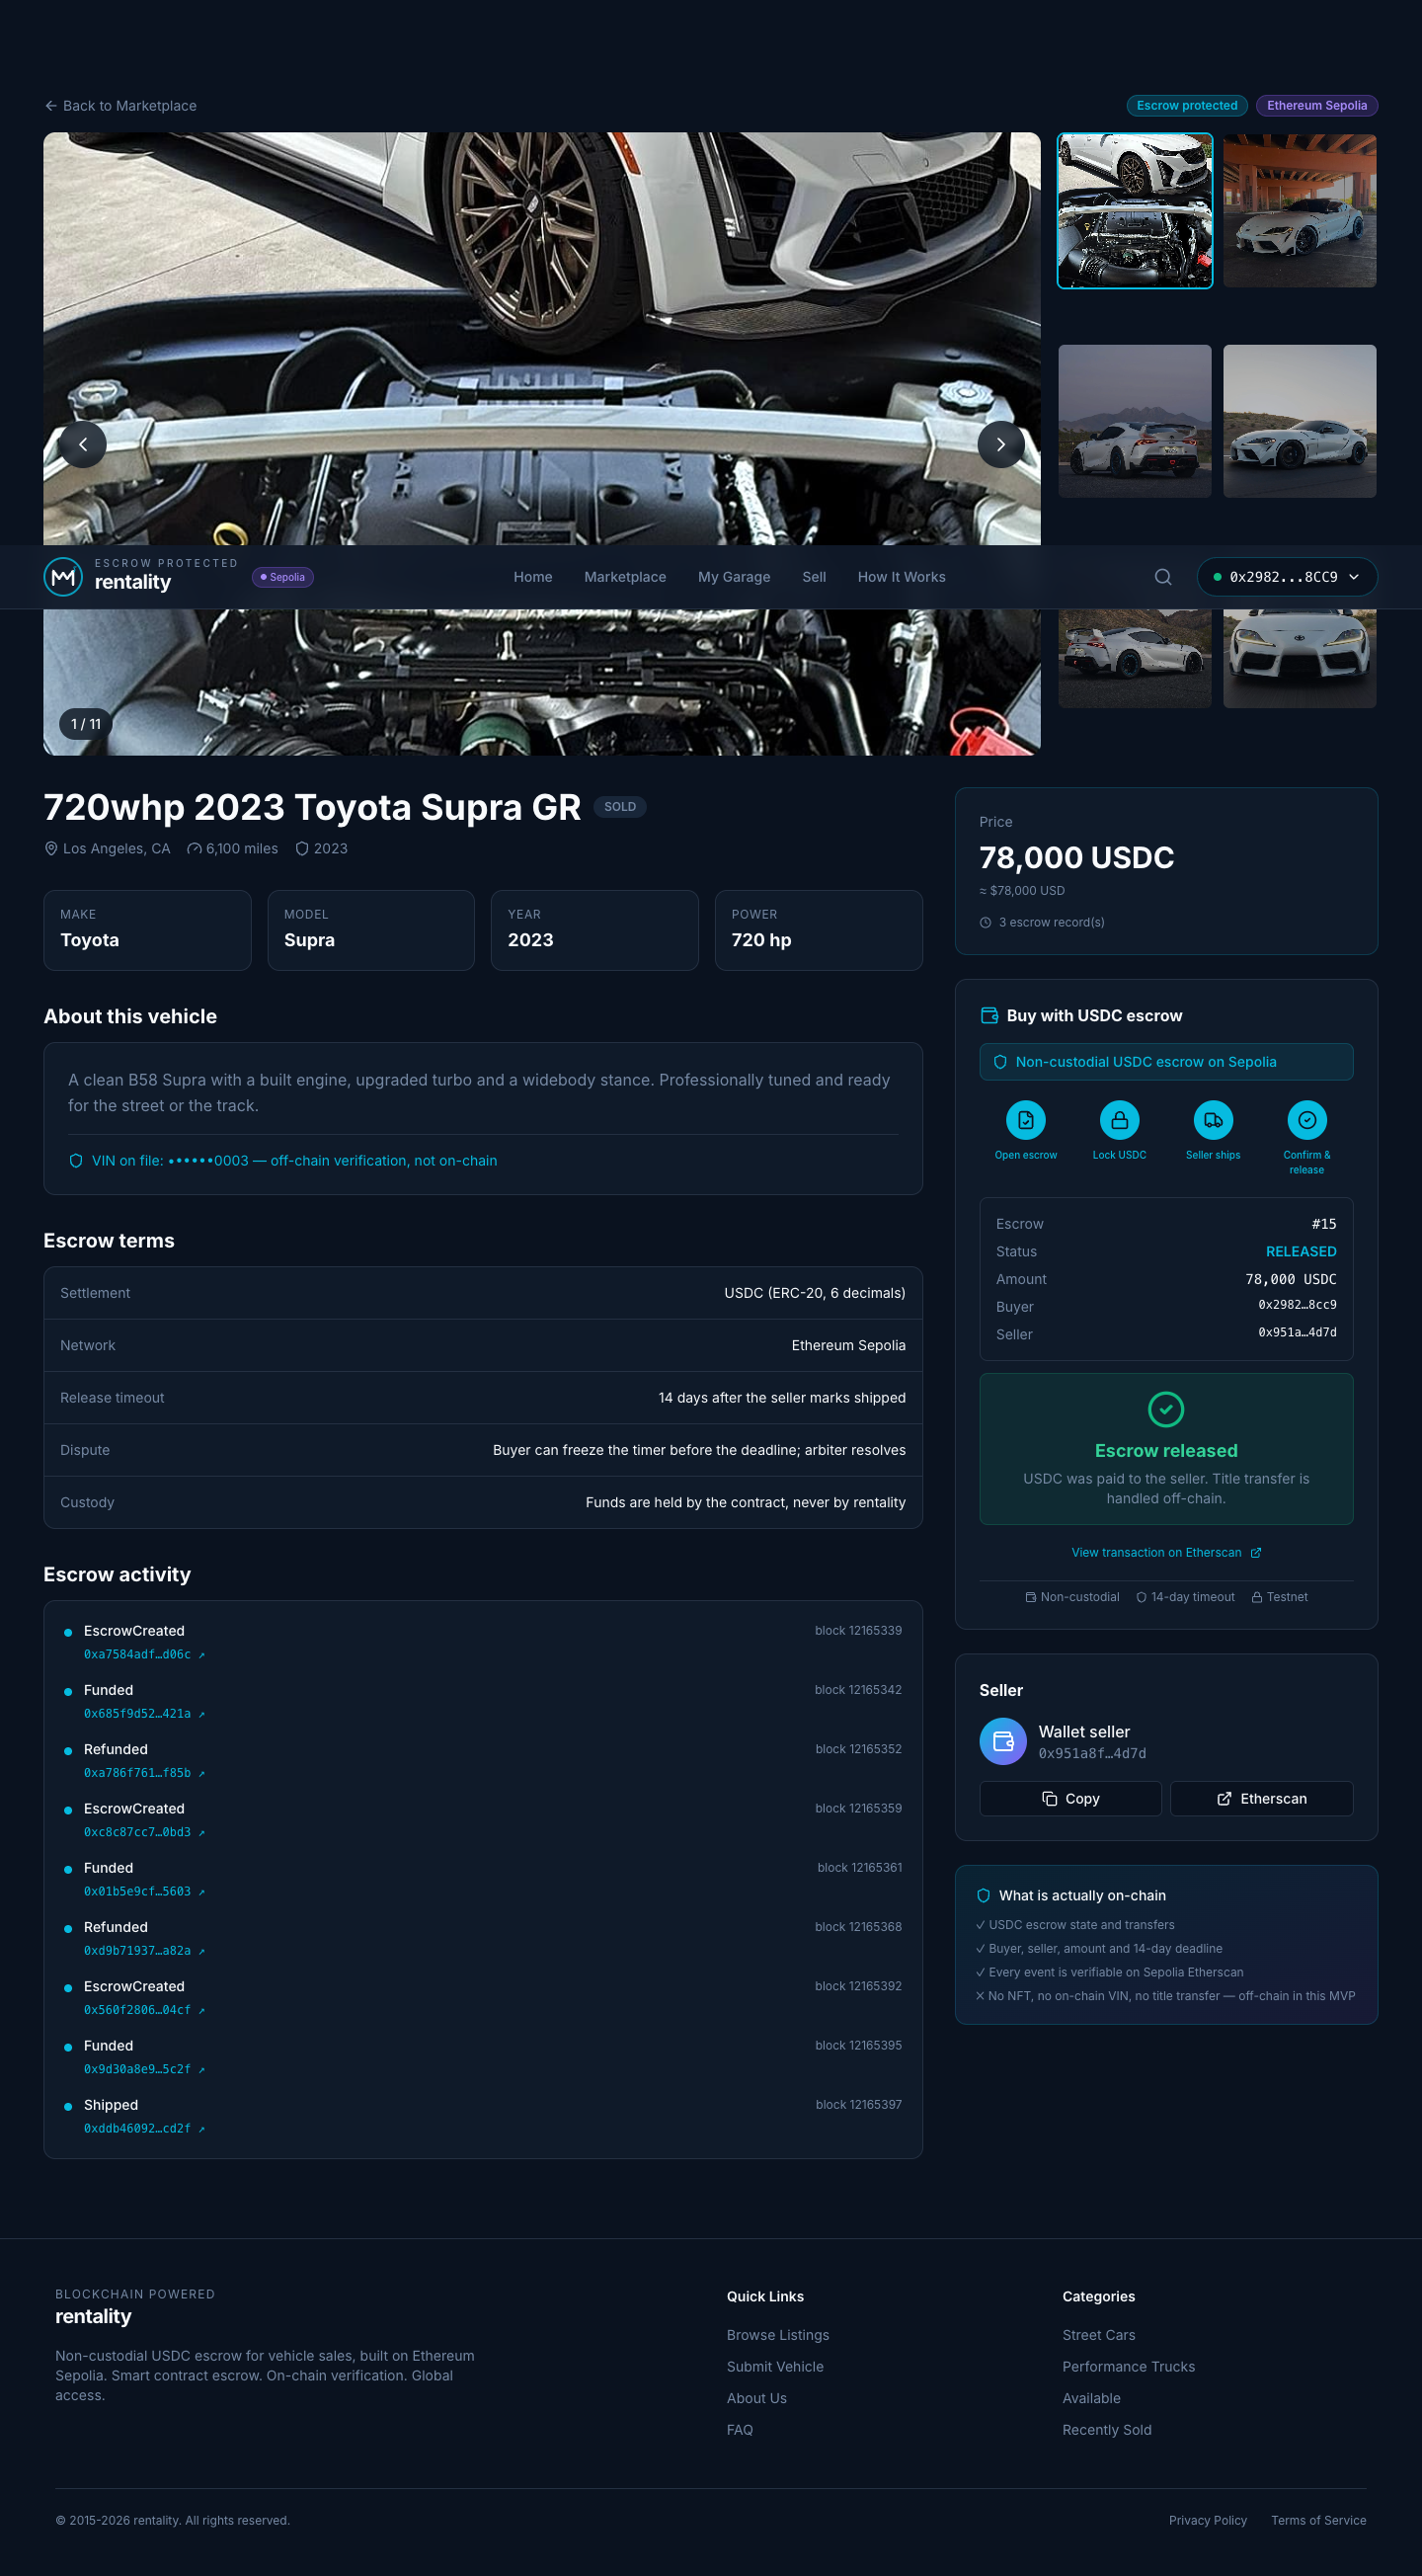 Back to Marketplace
Escrow protected
Ethereum Sepolia
ESCROW PROTECTED
rentality
Sepolia
Home
Marketplace
My Garage
Sell
How It Works
0x2982...8CC9
1 / 11
720whp 2023 Toyota Supra GR
SOLD
Los Angeles, CA
6,100 miles
2023
MAKE
Toyota
MODEL
Supra
YEAR
2023
POWER
720 hp
About this vehicle
A clean B58 Supra with a built engine, upgraded turbo and a widebody stance. Professionally tuned and ready
for the street or the track.
VIN on file: ••••••0003 — off-chain verification, not on-chain
Escrow terms
Settlement
USDC (ERC-20, 6 decimals)
Network
Ethereum Sepolia
Release timeout
14 days after the seller marks shipped
Dispute
Buyer can freeze the timer before the deadline; arbiter resolves
Custody
Funds are held by the contract, never by rentality
Escrow activity
EscrowCreated
block 12165339
0xa7584adf…d06c ↗
Funded
block 12165342
0x685f9d52…421a ↗
Refunded
block 12165352
0xa786f761…f85b ↗
EscrowCreated
block 12165359
0xc8c87cc7…0bd3 ↗
Funded
block 12165361
0x01b5e9cf…5603 ↗
Refunded
block 12165368
0xd9b71937…a82a ↗
EscrowCreated
block 12165392
0x560f2806…04cf ↗
Funded
block 12165395
0x9d30a8e9…5c2f ↗
Shipped
block 12165397
0xddb46092…cd2f ↗
Price
78,000 USDC
≈ $78,000 USD
3 escrow record(s)
Buy with USDC escrow
Non-custodial USDC escrow on Sepolia
Open escrow
Lock USDC
Seller ships
Confirm &
release
Escrow
#15
Status
RELEASED
Amount
78,000 USDC
Buyer
0x2982…8cc9
Seller
0x951a…4d7d
Escrow released
USDC was paid to the seller. Title transfer is
handled off-chain.
View transaction on Etherscan
Non-custodial
14-day timeout
Testnet
Seller
Wallet seller
0x951a8f…4d7d
Copy
Etherscan
What is actually on-chain
✓ USDC escrow state and transfers
✓ Buyer, seller, amount and 14-day deadline
✓ Every event is verifiable on Sepolia Etherscan
✕ No NFT, no on-chain VIN, no title transfer — off-chain in this MVP
BLOCKCHAIN POWERED
rentality
Non-custodial USDC escrow for vehicle sales, built on Ethereum
Sepolia. Smart contract escrow. On-chain verification. Global
access.
Quick Links
Browse Listings
Submit Vehicle
About Us
FAQ
Categories
Street Cars
Performance Trucks
Available
Recently Sold
© 2015-2026 rentality. All rights reserved.
Privacy Policy
Terms of Service